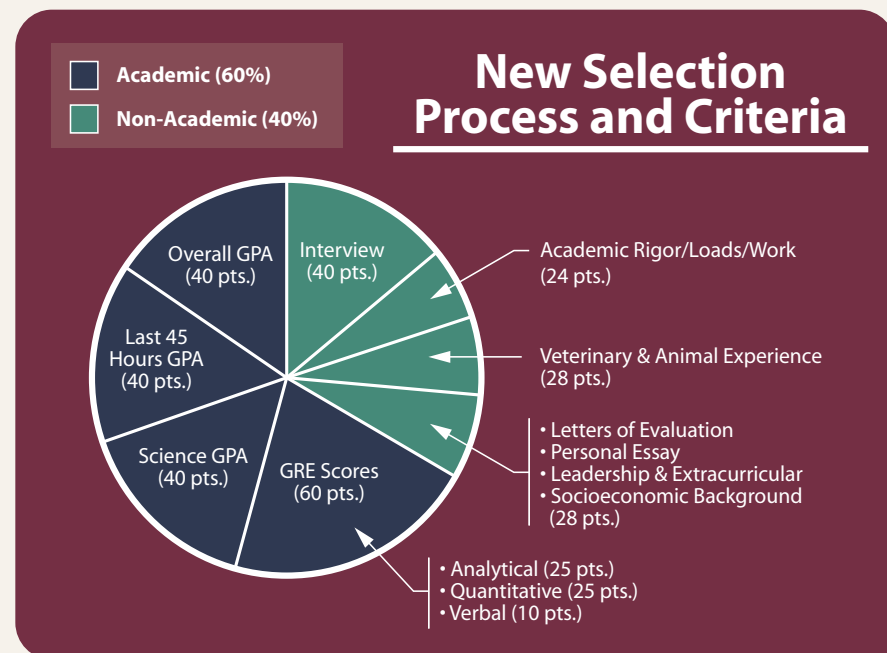 Academic (60%)
Non-Academic (40%)
New Selection
Process and Criteria
Overall GPA
(40 pts.)
Interview
(40 pts.)
Academic Rigor/Loads/Work
(24 pts.)
Last 45
Hours GPA
(40 pts.)
Veterinary & Animal Experience
(28 pts.)
Science GPA
(40 pts.)
GRE Scores
(60 pts.)
• Letters of Evaluation
• Personal Essay
• Leadership & Extracurricular
• Socioeconomic Background
(28 pts.)
• Analytical (25 pts.)
• Quantitative (25 pts.)
• Verbal (10 pts.)